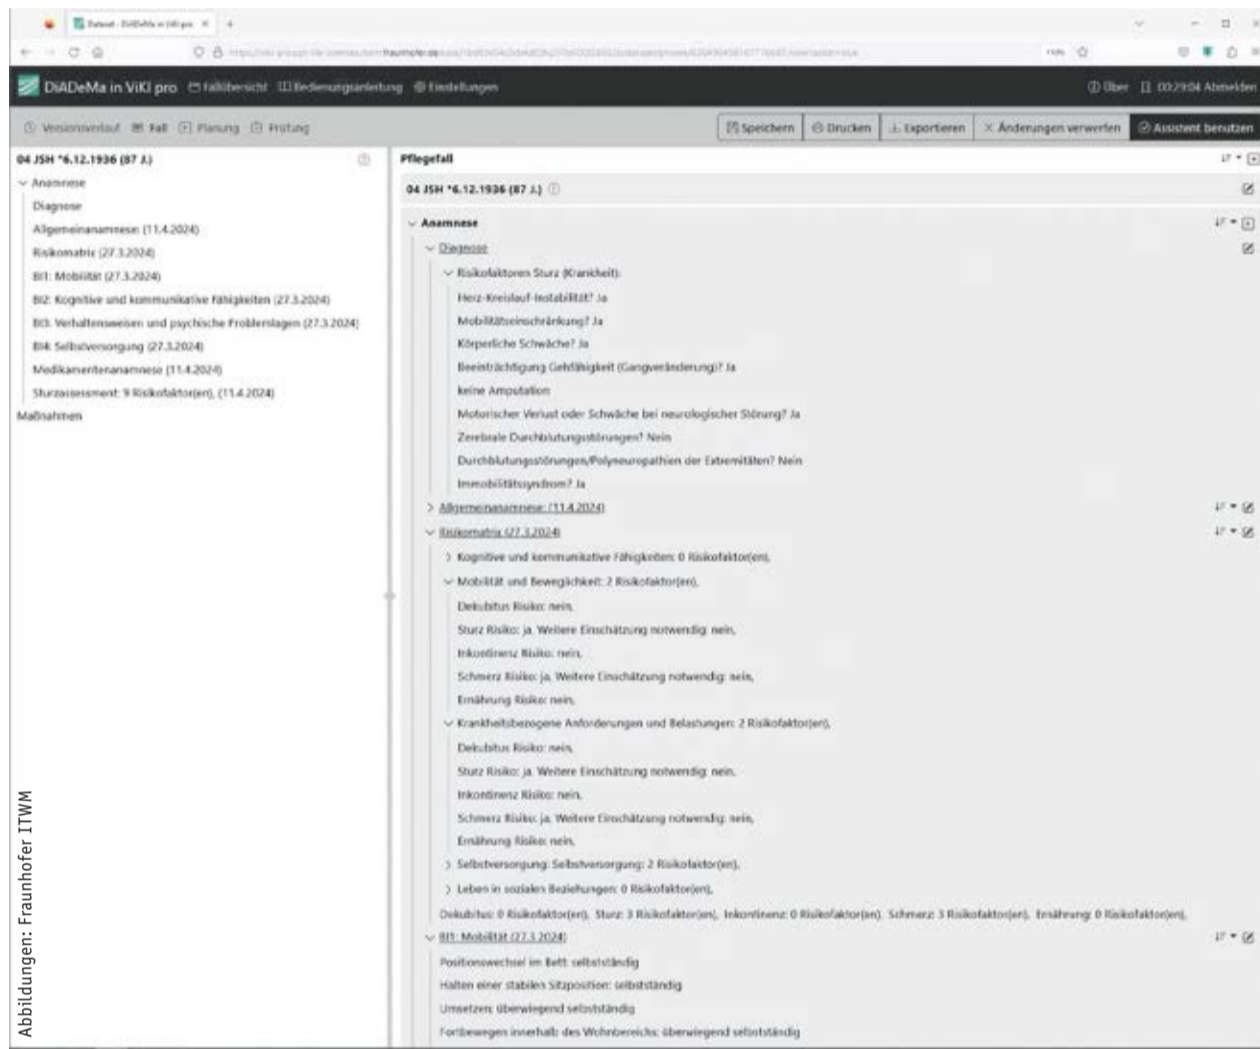 Dataset - DiADeMa in ViKi pro
DiADeMa in ViKi pro Fallübersicht Bedienungsanleitung Einstellungen Über 00:29:04 Abmelden
Versionsverlauf Fall Planung Prüfung Speichern Drucken Exportieren Änderungen verwerfen Assistent benutzen
04 JSH *6.12.1936 (87 J.)
Anamnese
Diagnose
Allgemeinanamnese: (11.4.2024)
Risikomatrix (27.3.2024)
BI1: Mobilität (27.3.2024)
BI2: Kognitive und kommunikative Fähigkeiten (27.3.2024)
BI3: Verhaltensweisen und psychische Problemlagen (27.3.2024)
BI4: Selbstversorgung (27.3.2024)
Medikamentenanamnese (11.4.2024)
Sturzassessment: 9 Risikofaktor(en), (11.4.2024)
Maßnahmen
Pflegefall
04 JSH *6.12.1936 (87 J.)
Anamnese
Diagnose
Risikofaktoren Sturz (Krankheit):
Herz-Kreislauf-Instabilität? Ja
Mobilitätseinschränkung? Ja
Körperliche Schwäche? Ja
Beeinträchtigung Gehfähigkeit (Gangveränderung)? Ja
keine Amputation
Motorischer Verlust oder Schwäche bei neurologischer Störung? Ja
Zerebrale Durchblutungsstörungen? Nein
Durchblutungsstörungen/Polyneuropathien der Extremitäten? Nein
Immobilitätssyndrom? Ja
Allgemeinanamnese: (11.4.2024)
Risikomatrix (27.3.2024)
Kognitive und kommunikative Fähigkeiten: 0 Risikofaktor(en),
Mobilität und Beweglichkeit: 2 Risikofaktor(en),
Dekubitus Risiko: nein,
Sturz Risiko: ja, Weitere Einschätzung notwendig: nein,
Inkontinenz Risiko: nein,
Schmerz Risiko: ja, Weitere Einschätzung notwendig: nein,
Ernährung Risiko: nein,
Krankheitsbezogene Anforderungen und Belastungen: 2 Risikofaktor(en),
Dekubitus Risiko: nein,
Sturz Risiko: ja, Weitere Einschätzung notwendig: nein,
Inkontinenz Risiko: nein,
Schmerz Risiko: ja, Weitere Einschätzung notwendig: nein,
Ernährung Risiko: nein,
Selbstversorgung: Selbstversorgung: 2 Risikofaktor(en),
Leben in sozialen Beziehungen: 0 Risikofaktor(en),
Dekubitus: 0 Risikofaktor(en), Sturz: 3 Risikofaktor(en), Inkontinenz: 0 Risikofaktor(en), Schmerz: 3 Risikofaktor(en), Ernährung: 0 Risikofaktor(en),
BI1: Mobilität (27.3.2024)
Positionswechsel im Bett: selbstständig
Halten einer stabilen Sitzposition: selbstständig
Umsetzen: überwiegend selbstständig
Fortbewegen innerhalb des Wohnbereichs: überwiegend selbstständig
Abbildungen: Fraunhofer ITWM